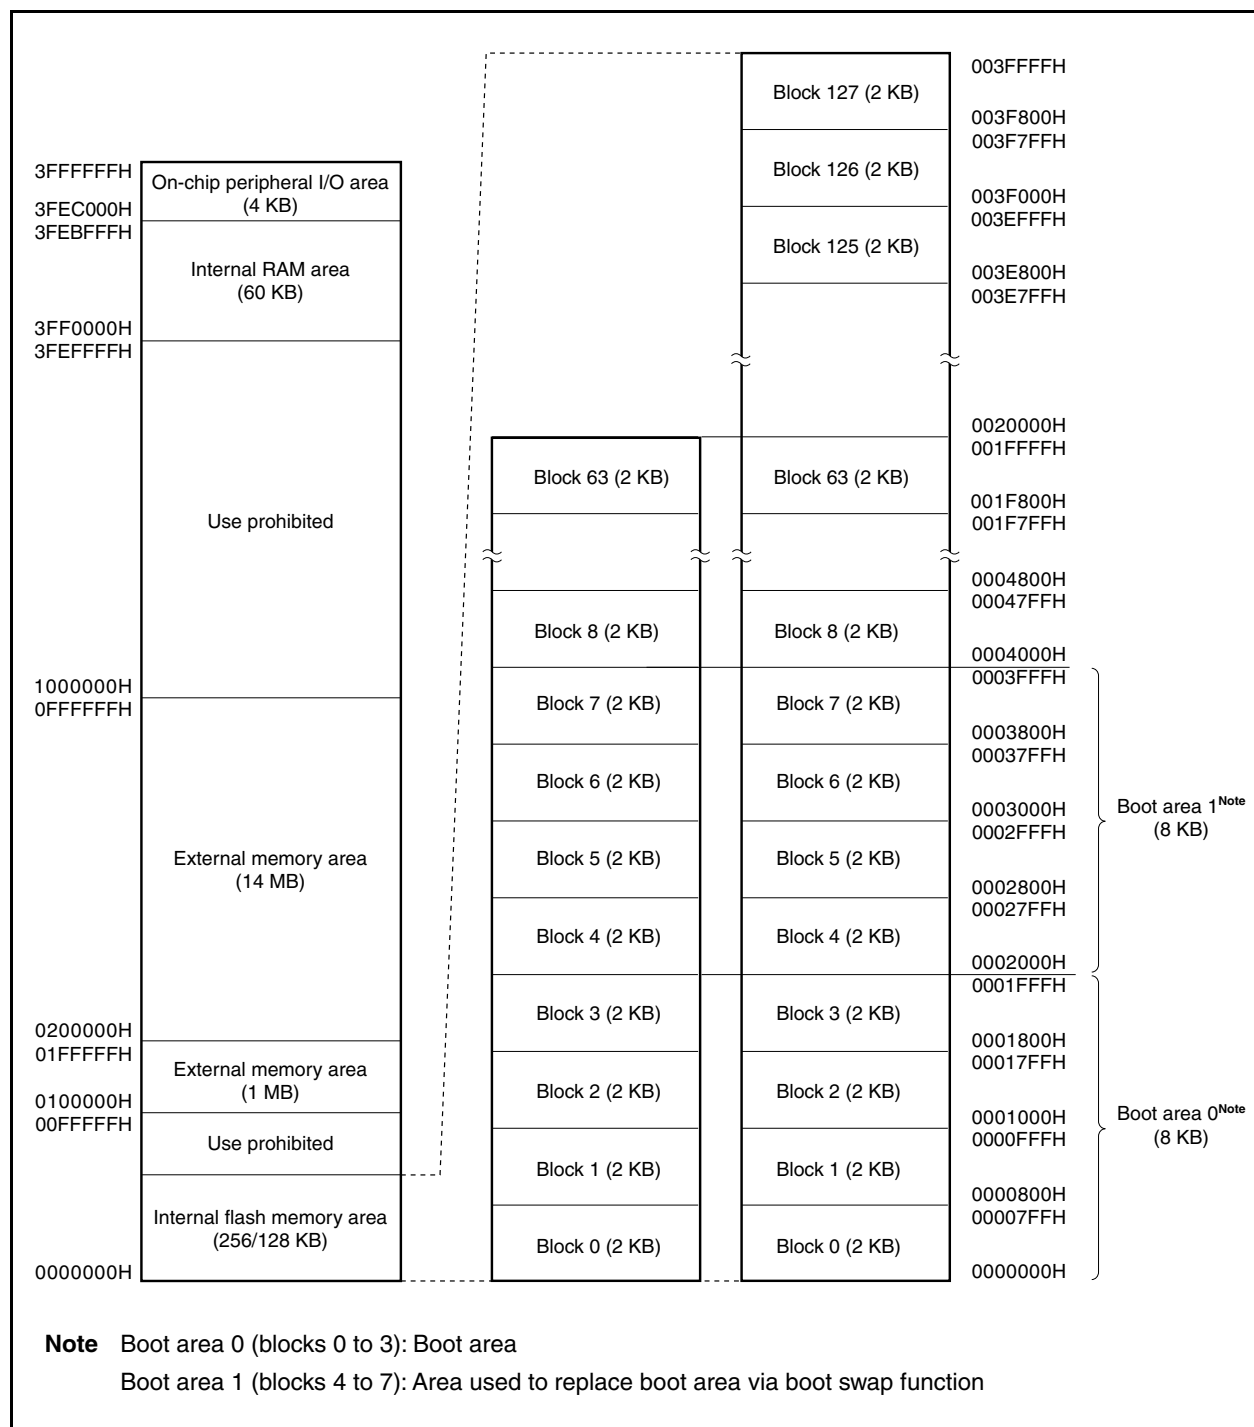 3FFFFFFH
On-chip peripheral I/O area
(4 KB)
3FEC000H
3FEBFFFH
Internal RAM area
(60 KB)
3FF0000H
3FEFFFFH
Use prohibited
1000000H
0FFFFFFH
External memory area
(14 MB)
0200000H
01FFFFFH
External memory area
(1 MB)
0100000H
00FFFFFH
Use prohibited
Internal flash memory area
(256/128 KB)
0000000H
Block 63 (2 KB)
Block 8 (2 KB)
Block 7 (2 KB)
Block 6 (2 KB)
Block 5 (2 KB)
Block 4 (2 KB)
Block 3 (2 KB)
Block 2 (2 KB)
Block 1 (2 KB)
Block 0 (2 KB)
Block 127 (2 KB)
Block 126 (2 KB)
Block 125 (2 KB)
Block 63 (2 KB)
Block 8 (2 KB)
Block 7 (2 KB)
Block 6 (2 KB)
Block 5 (2 KB)
Block 4 (2 KB)
Block 3 (2 KB)
Block 2 (2 KB)
Block 1 (2 KB)
Block 0 (2 KB)
003FFFFH
003F800H
003F7FFH
003F000H
003EFFFH
003E800H
003E7FFH
0020000H
001FFFFH
001F800H
001F7FFH
0004800H
00047FFH
0004000H
0003FFFH
0003800H
00037FFH
0003000H
0002FFFH
0002800H
00027FFH
0002000H
0001FFFH
0001800H
00017FFH
0001000H
0000FFFH
0000800H
00007FFH
0000000H
Boot area 1Note
(8 KB)
Boot area 0Note
(8 KB)
Note Boot area 0 (blocks 0 to 3): Boot area
Boot area 1 (blocks 4 to 7): Area used to replace boot area via boot swap function